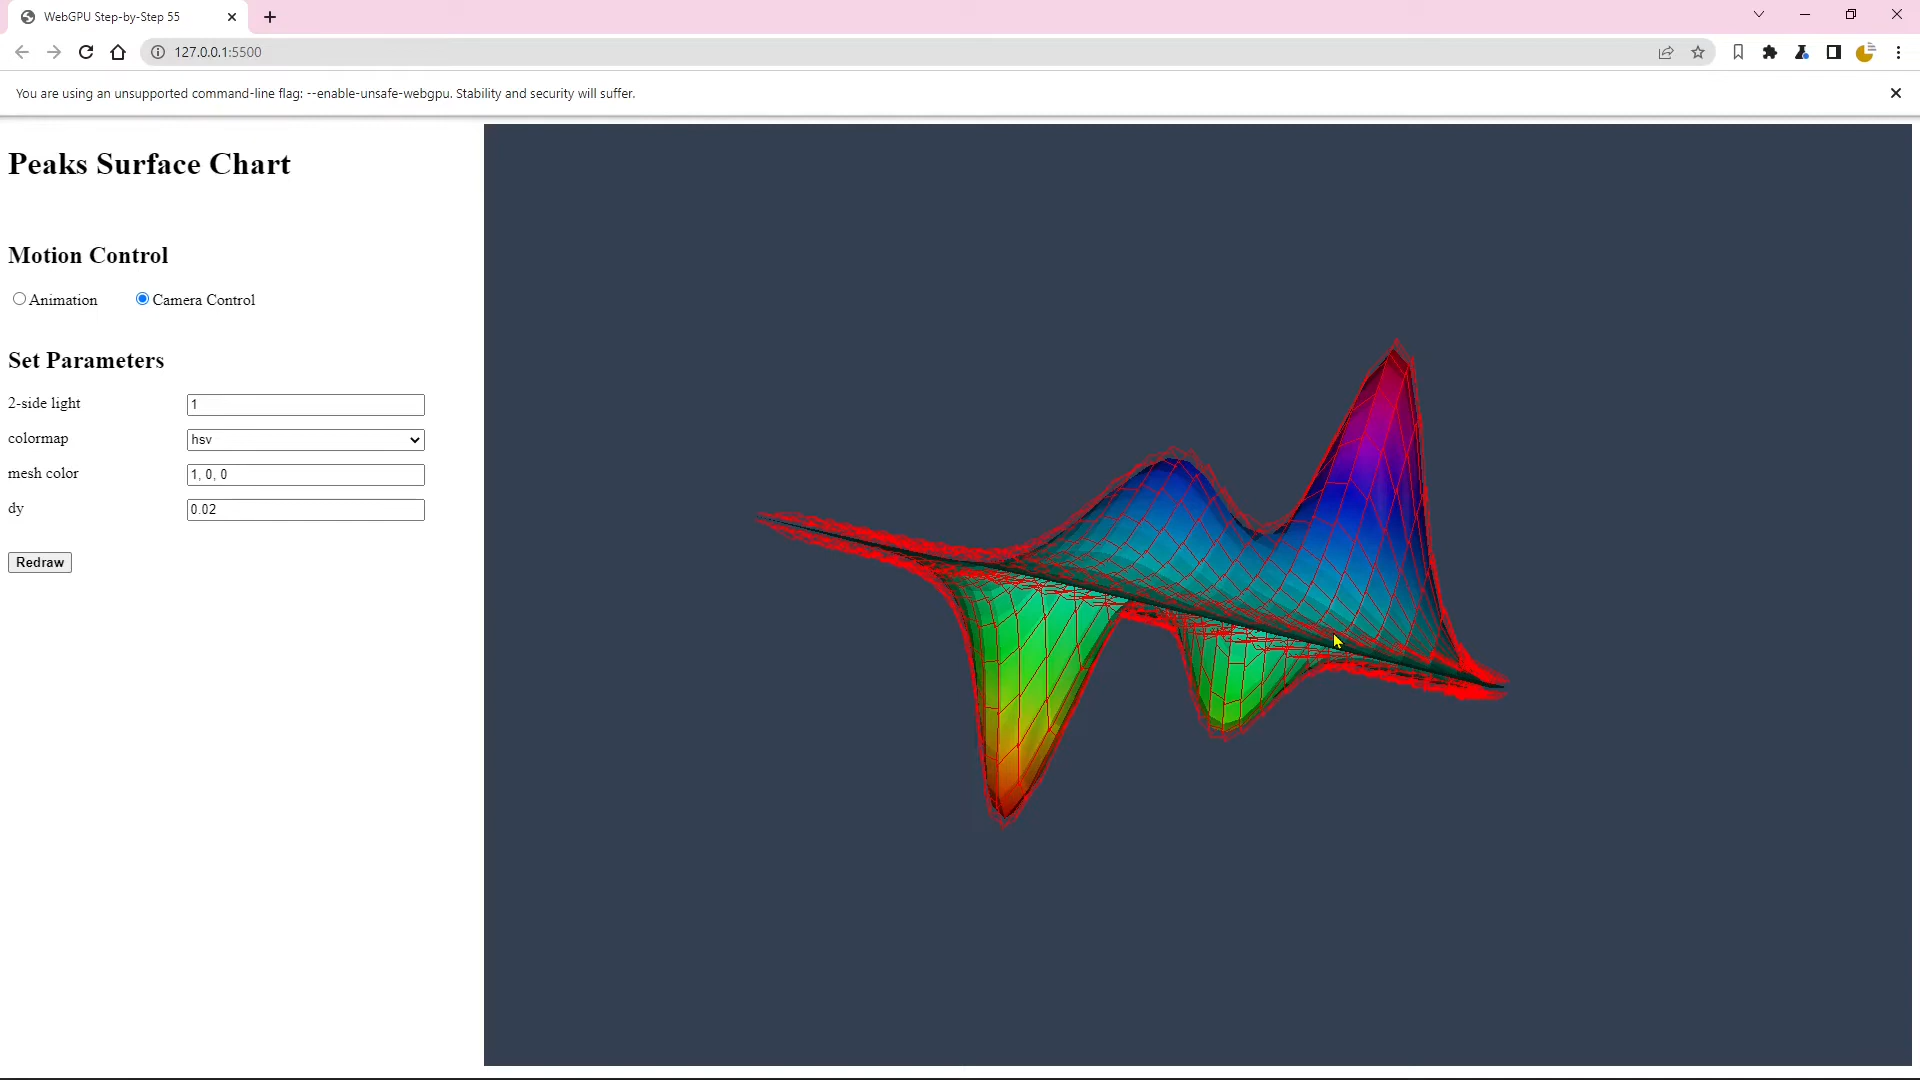 WebGPU Step-by-Step 55
127.0.0.1:5500
You are using an unsupported command-line flag: --enable-unsafe-webgpu. Stability and security will suffer.
Peaks Surface Chart
Motion Control
Animation Camera Control
Set Parameters
2-side light 1
colormap hsv
mesh color 1, 0, 0
dy 0.02
Redraw